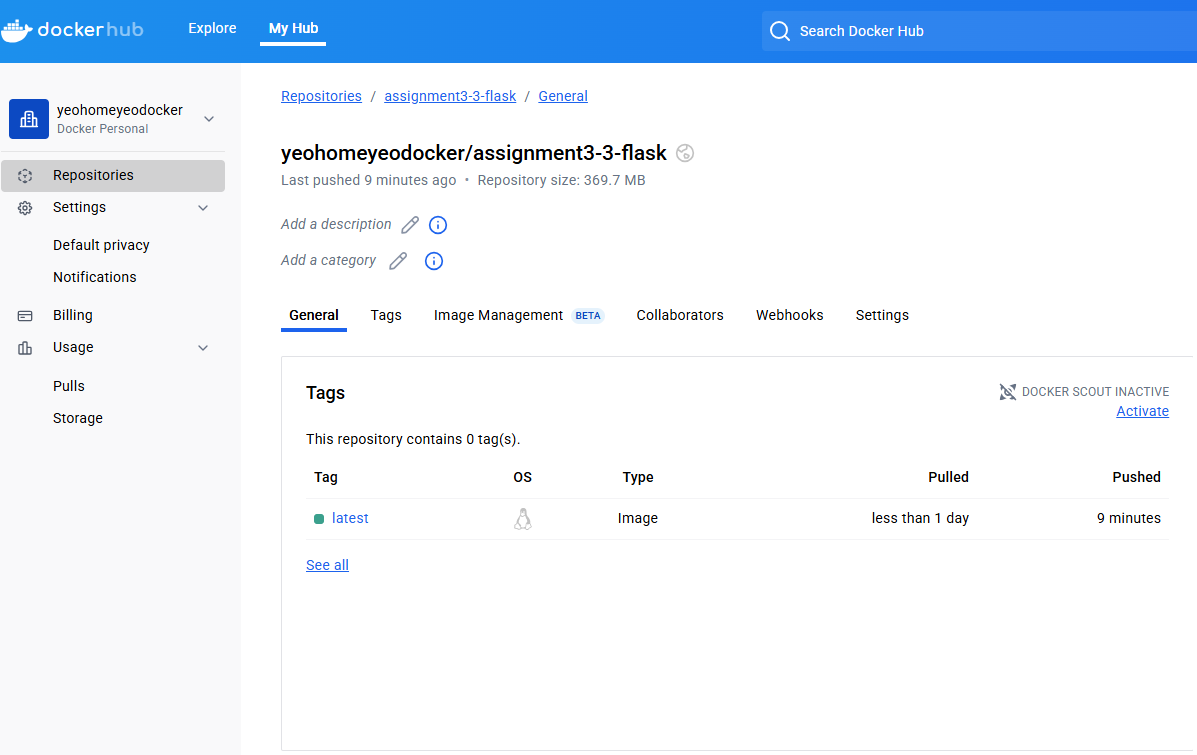 dockerhub Explore My Hub Search Docker Hub
yeohomeyeodocker
Docker Personal
Repositories
Settings
Default privacy
Notifications
Billing
Usage
Pulls
Storage
Repositories / assignment3-3-flask / General
yeohomeyeodocker/assignment3-3-flask
Last pushed 9 minutes ago • Repository size: 369.7 MB
Add a description
Add a category
General Tags Image Management BETA Collaborators Webhooks Settings
Tags
DOCKER SCOUT INACTIVE
Activate
This repository contains 0 tag(s).
Tag OS Type Pulled Pushed
latest Image less than 1 day 9 minutes
See all